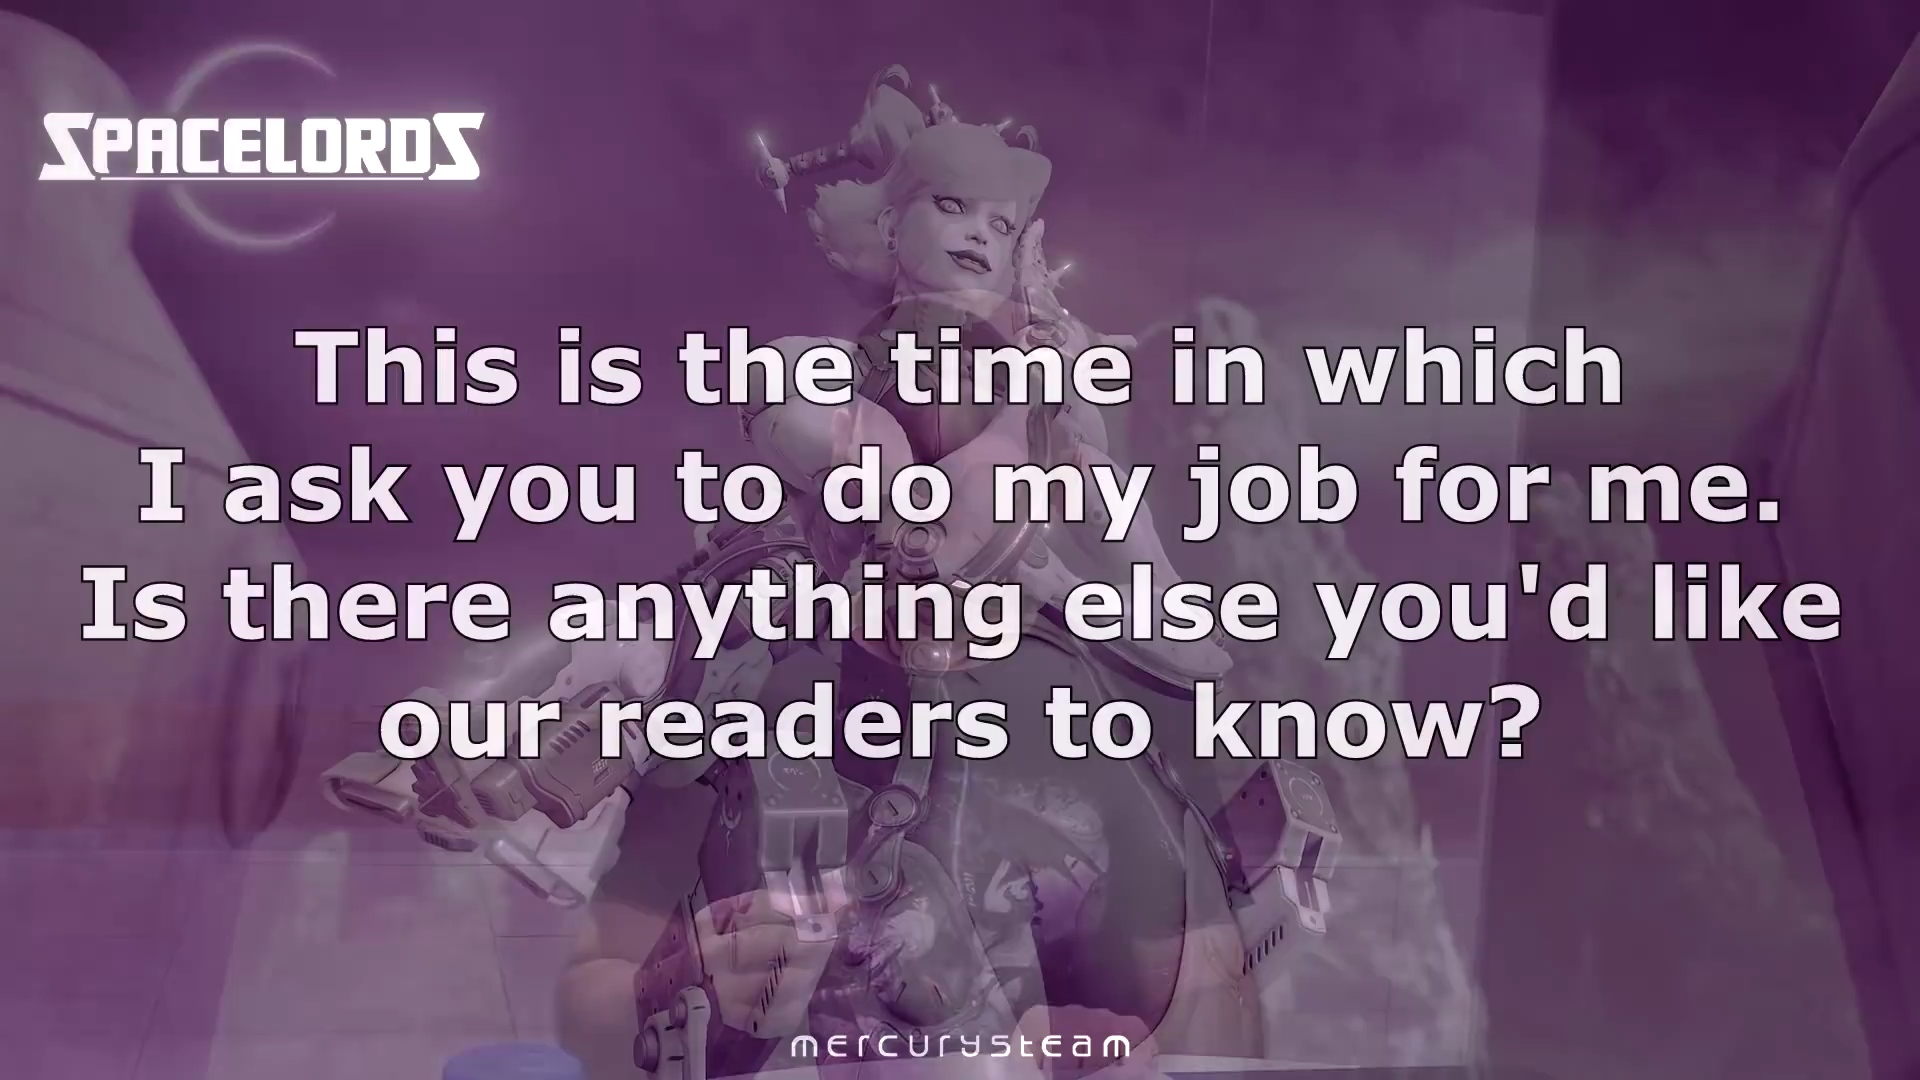 SPACELORDS
This is the time in which
I ask you to do my job for me.
Is there anything else you'd like
our readers to know?
mercurysteam